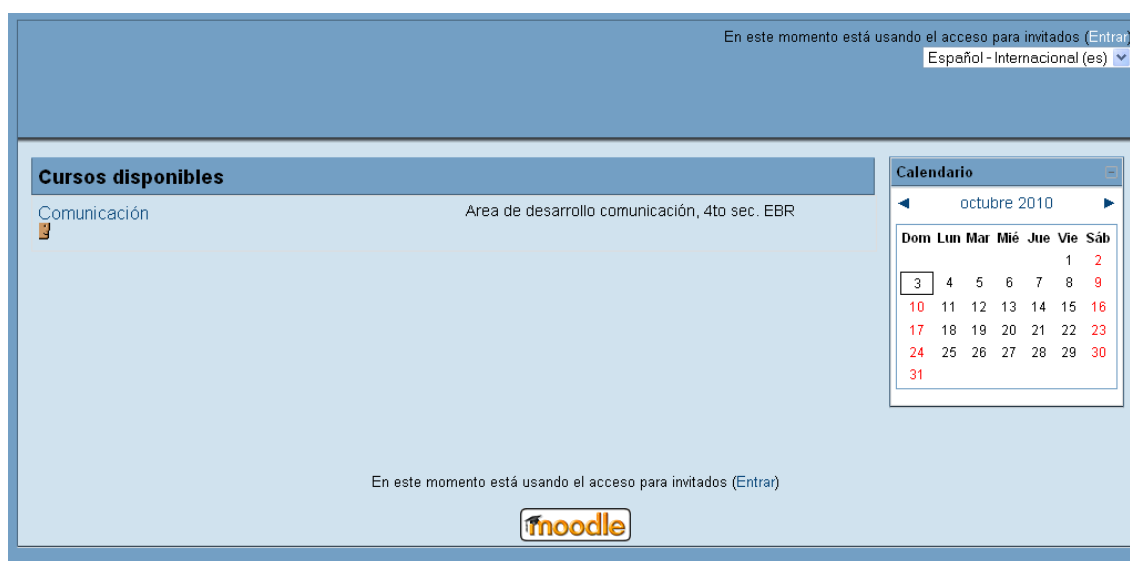 En este momento está usando el acceso para invitados (Entrar)
Español - Internacional (es)
Cursos disponibles
Comunicación
Area de desarrollo comunicación, 4to sec. EBR
Calendario
octubre 2010
Dom Lun Mar Mié Jue Vie Sáb
1 2
3 4 5 6 7 8 9
10 11 12 13 14 15 16
17 18 19 20 21 22 23
24 25 26 27 28 29 30
31
En este momento está usando el acceso para invitados (Entrar)
moodle